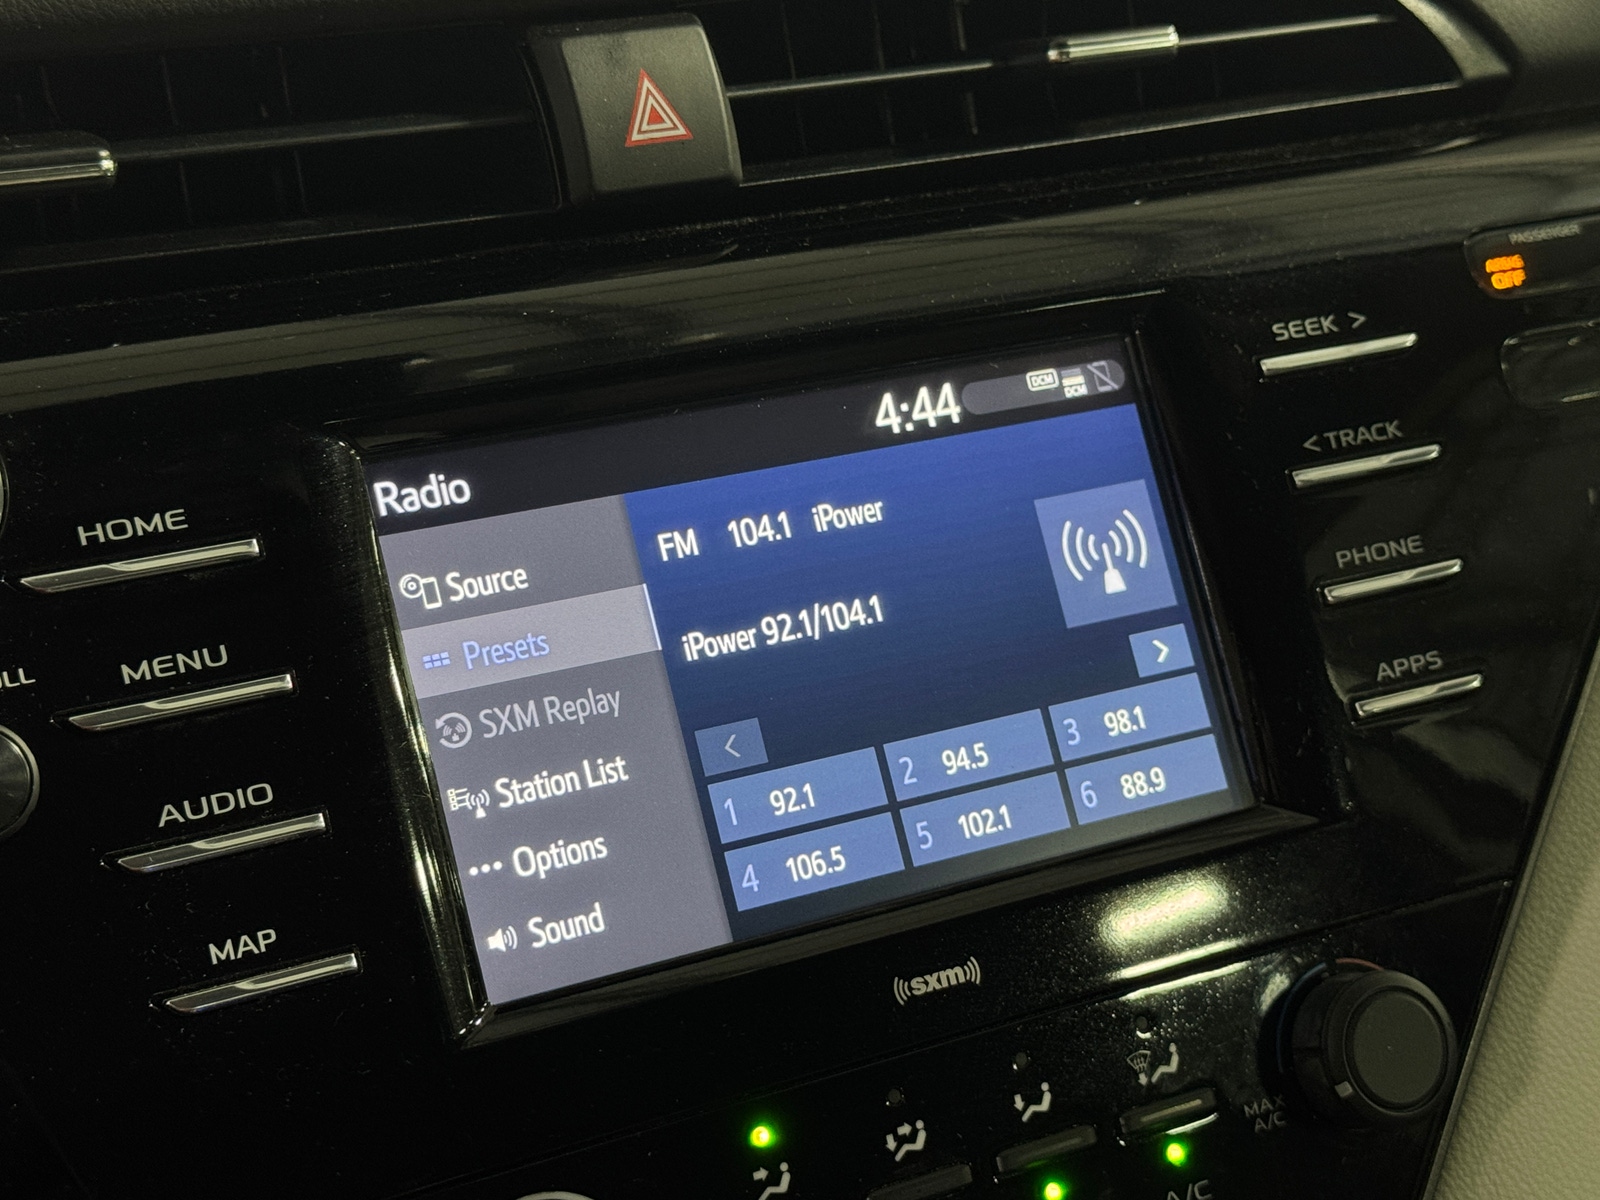 PASSENGER
OFF
SEEK >
4:44
DCM
DCM
< TRACK
Radio
HOME
FM 104.1 iPower
Source
PHONE
iPower 92.1/104.1
Presets
>
MENU
SXM Replay
APPS
<
3 98.1
2 94.5
1 92.1
Station List
6 88.9
5 102.1
4 106.5
AUDIO
Options
Sound
MAP
((sxm))
MAX
A/C
A/C